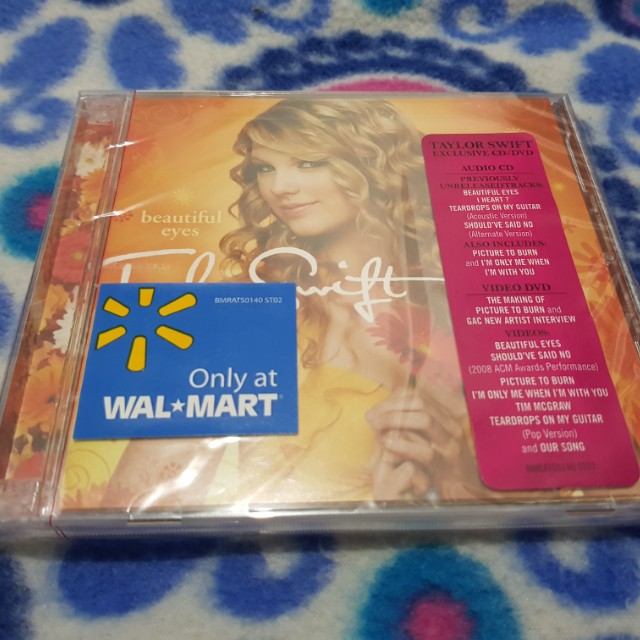 beautiful
eyes
Taylor Swift
BMRATS0140 ST02
Only at
WAL★MART
TAYLOR SWIFT
EXCLUSIVE CD/DVD
AUDIO CD
PREVIOUSLY
UNRELEASED TRACKS:
BEAUTIFUL EYES
I HEART ?
TEARDROPS ON MY GUITAR
(Acoustic Version)
SHOULD'VE SAID NO
(Alternate Version)
ALSO INCLUDES:
PICTURE TO BURN
and I'M ONLY ME WHEN
I'M WITH YOU
VIDEO DVD
THE MAKING OF
PICTURE TO BURN and
GAC NEW ARTIST INTERVIEW
VIDEOS:
BEAUTIFUL EYES
SHOULD'VE SAID NO
(2008 ACM Awards Performance)
PICTURE TO BURN
I'M ONLY ME WHEN I'M WITH YOU
TIM MCGRAW
TEARDROPS ON MY GUITAR
(Pop Version)
and OUR SONG
BMRATS0140 ST01